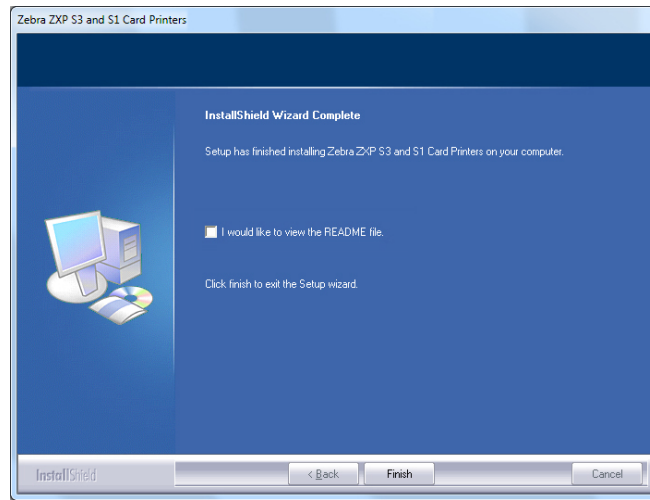 Zebra ZXP S3 and S1 Card Printers
InstallShield Wizard Complete
Setup has finished installing Zebra ZXP S3 and S1 Card Printers on your computer.
I would like to view the README file.
Click finish to exit the Setup wizard.
InstallShield
< Back
Finish
Cancel